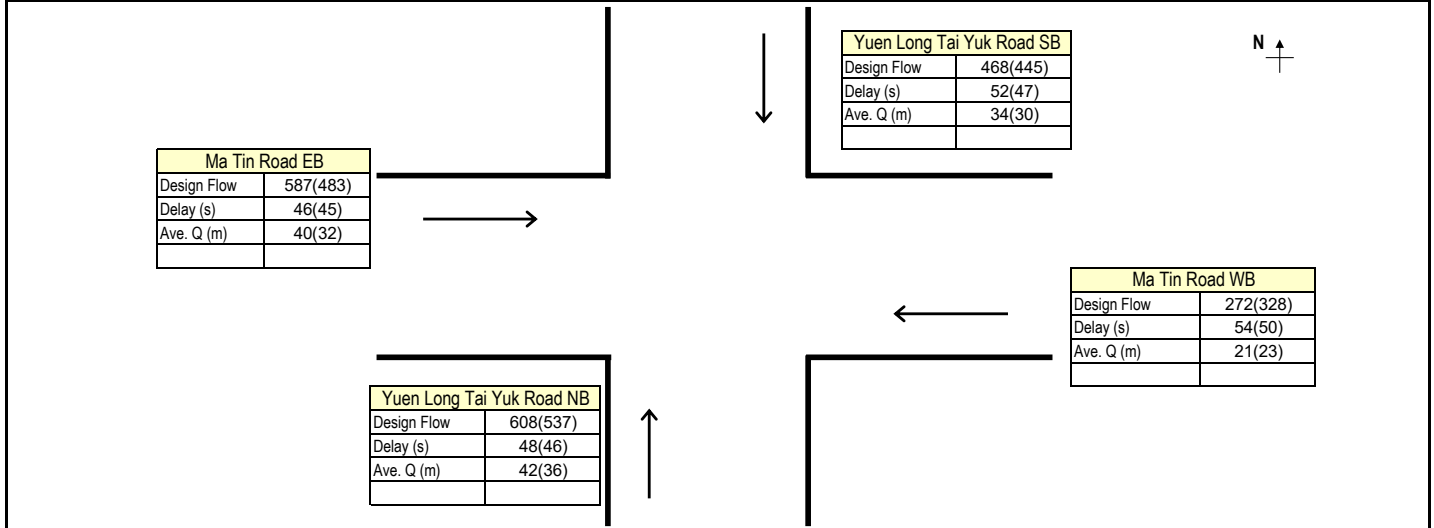 Yuen Long Tai Yuk Road SB
Design Flow 468(445)
Delay (s) 52(47)
Ave. Q (m) 34(30)
N
Ma Tin Road EB
Design Flow 587(483)
Delay (s) 46(45)
Ave. Q (m) 40(32)
Ma Tin Road WB
Design Flow 272(328)
Delay (s) 54(50)
Ave. Q (m) 21(23)
Yuen Long Tai Yuk Road NB
Design Flow 608(537)
Delay (s) 48(46)
Ave. Q (m) 42(36)